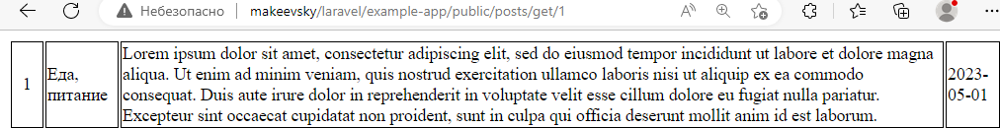 Небезопасно | makeevsky/laravel/example-app/public/posts/get/1
1
Еда,
питание
Lorem ipsum dolor sit amet, consectetur adipiscing elit, sed do eiusmod tempor incididunt ut labore et dolore magna
aliqua. Ut enim ad minim veniam, quis nostrud exercitation ullamco laboris nisi ut aliquip ex ea commodo
consequat. Duis aute irure dolor in reprehenderit in voluptate velit esse cillum dolore eu fugiat nulla pariatur.
Excepteur sint occaecat cupidatat non proident, sunt in culpa qui officia deserunt mollit anim id est laborum.
2023-
05-01